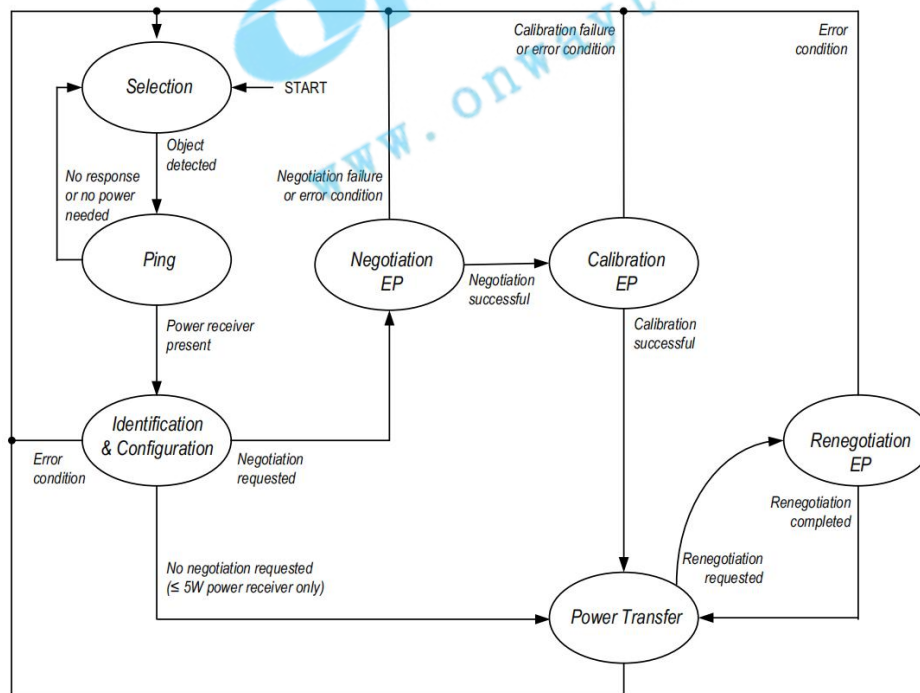 Calibration failure
or error condition
Error
condition
Selection
START
Object
detected
No response
or no power
needed
Negotiation failure
or error condition
www.onwayt
Ping
Negotiation
EP
Negotiation
successful
Calibration
EP
Power receiver
present
Calibration
successful
Identification
& Configuration
Error
condition
Negotiation
requested
Renegotiation
EP
Renegotiation
completed
No negotiation requested
(≤ 5W power receiver only)
Renegotiation
requested
Power Transfer